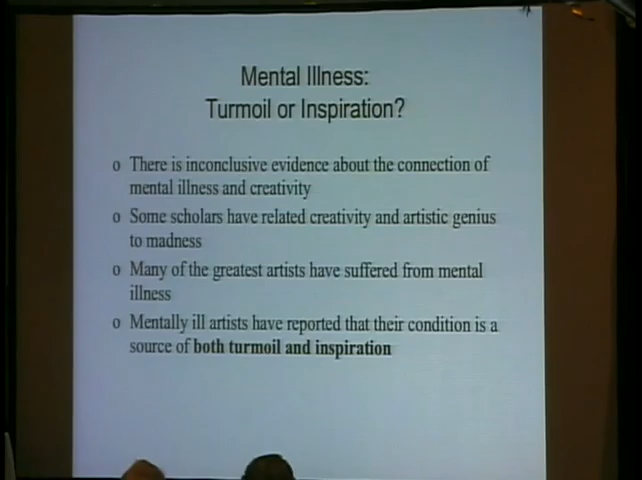 Mental Illness:
Turmoil or Inspiration?
o There is inconclusive evidence about the connection of
mental illness and creativity
o Some scholars have related creativity and artistic genius
to madness
o Many of the greatest artists have suffered from mental
illness
o Mentally ill artists have reported that their condition is a
source of both turmoil and inspiration